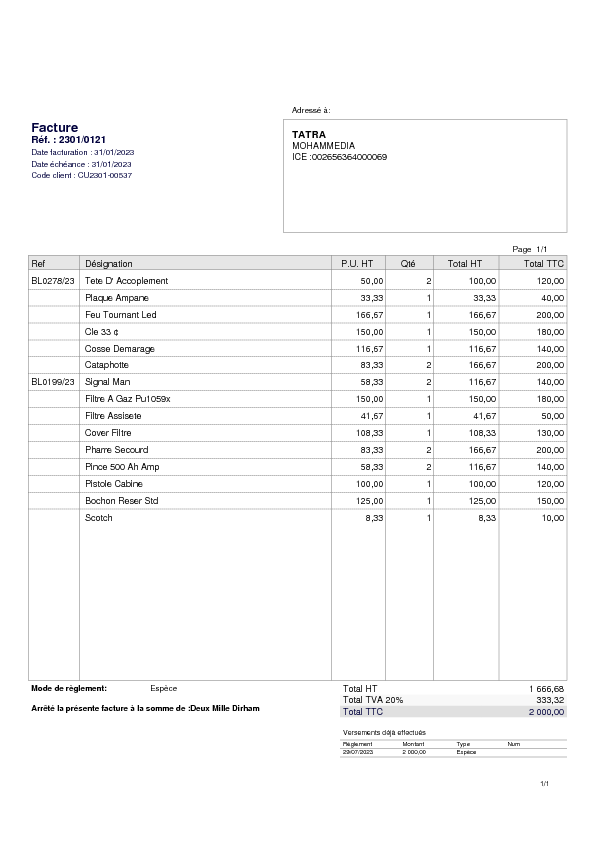 Adressé à:
Facture
Réf. : 2301/0121
Date facturation : 31/01/2023
Date échéance : 31/01/2023
Code client : CU2301-00537
TATRA
MOHAMMEDIA
ICE :002656364000069
Page 1/1
Ref Désignation P.U. HT Qté Total HT Total TTC
BL0278/23 Tete D' Accoplement 50,00 2 100,00 120,00
Plaque Ampane 33,33 1 33,33 40,00
Feu Tournant Led 166,67 1 166,67 200,00
Cle 33 ¢ 150,00 1 150,00 180,00
Cosse Demarage 116,67 1 116,67 140,00
Cataphotte 83,33 2 166,67 200,00
BL0199/23 Signal Man 58,33 2 116,67 140,00
Filtre A Gaz Pu1059x 150,00 1 150,00 180,00
Filtre Assisete 41,67 1 41,67 50,00
Cover Filtre 108,33 1 108,33 130,00
Pharre Secourd 83,33 2 166,67 200,00
Pince 500 Ah Amp 58,33 2 116,67 140,00
Pistole Cabine 100,00 1 100,00 120,00
Bochon Reser Std 125,00 1 125,00 150,00
Scotch 8,33 1 8,33 10,00
Mode de règlement: Espèce
Total HT 1 666,68
Total TVA 20% 333,32
Arrêté la présente facture à la somme de :Deux Mille Dirham
Total TTC 2 000,00
Versements déjà effectués
Règlement Montant Type Num
29/07/2023 2 000,00 Espèce
1/1